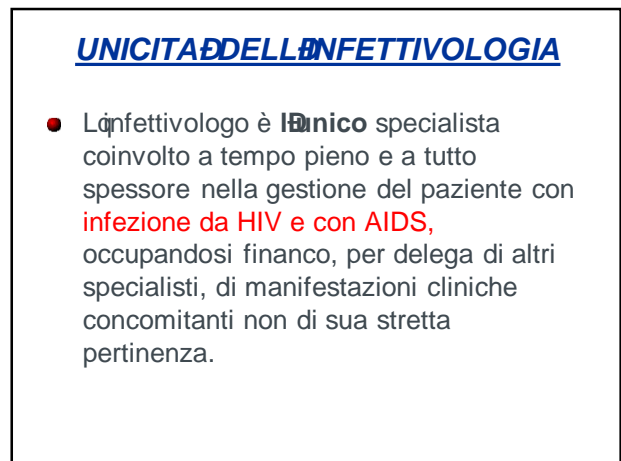 UNICITAÐDELLÐINFETTIVOLOGIA
Lқinfettivologo è lÐunico specialista
coinvolto a tempo pieno e a tutto
spessore nella gestione del paziente con
infezione da HIV e con AIDS,
occupandosi financo, per delega di altri
specialisti, di manifestazioni cliniche
concomitanti non di sua stretta
pertinenza.